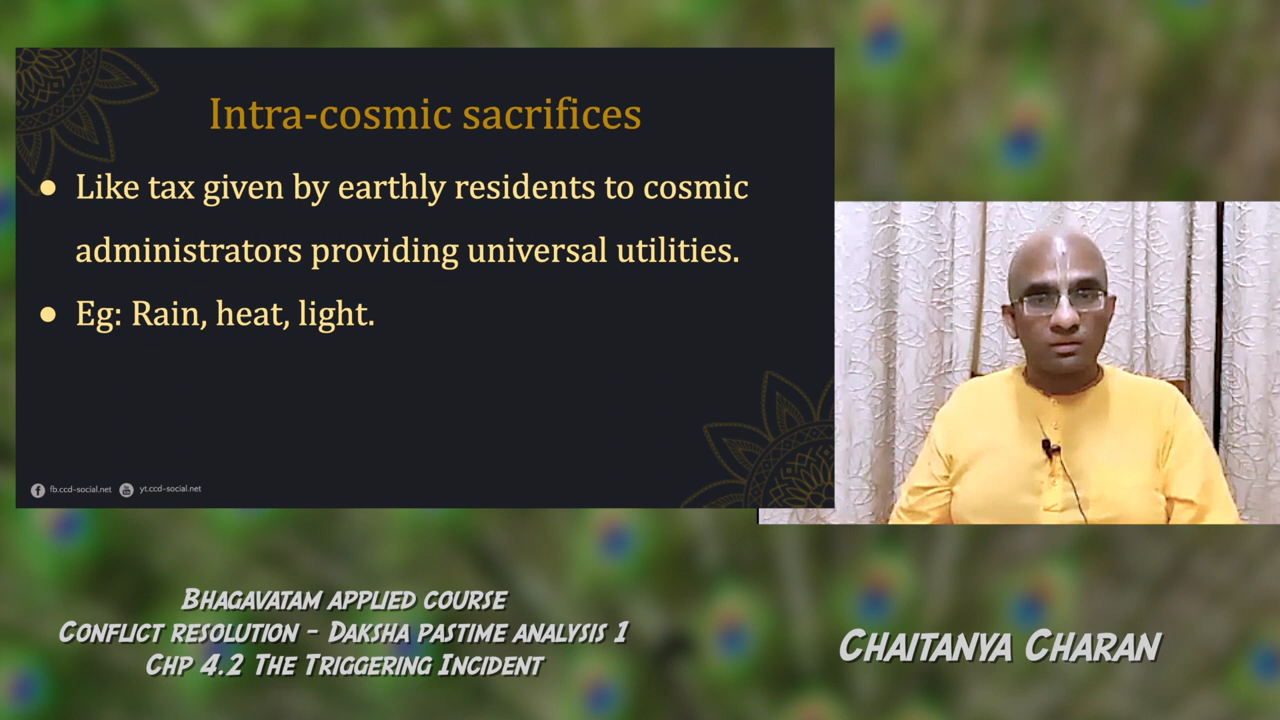 Intra-cosmic sacrifices
● Like tax given by earthly residents to cosmic
administrators providing universal utilities.
● Eg: Rain, heat, light.
fb.ccd-social.net yt.ccd-social.net
Bhagavatam applied course
Conflict resolution - Daksha pastime analysis 1
Chp 4.2 The Triggering Incident
Chaitanya Charan